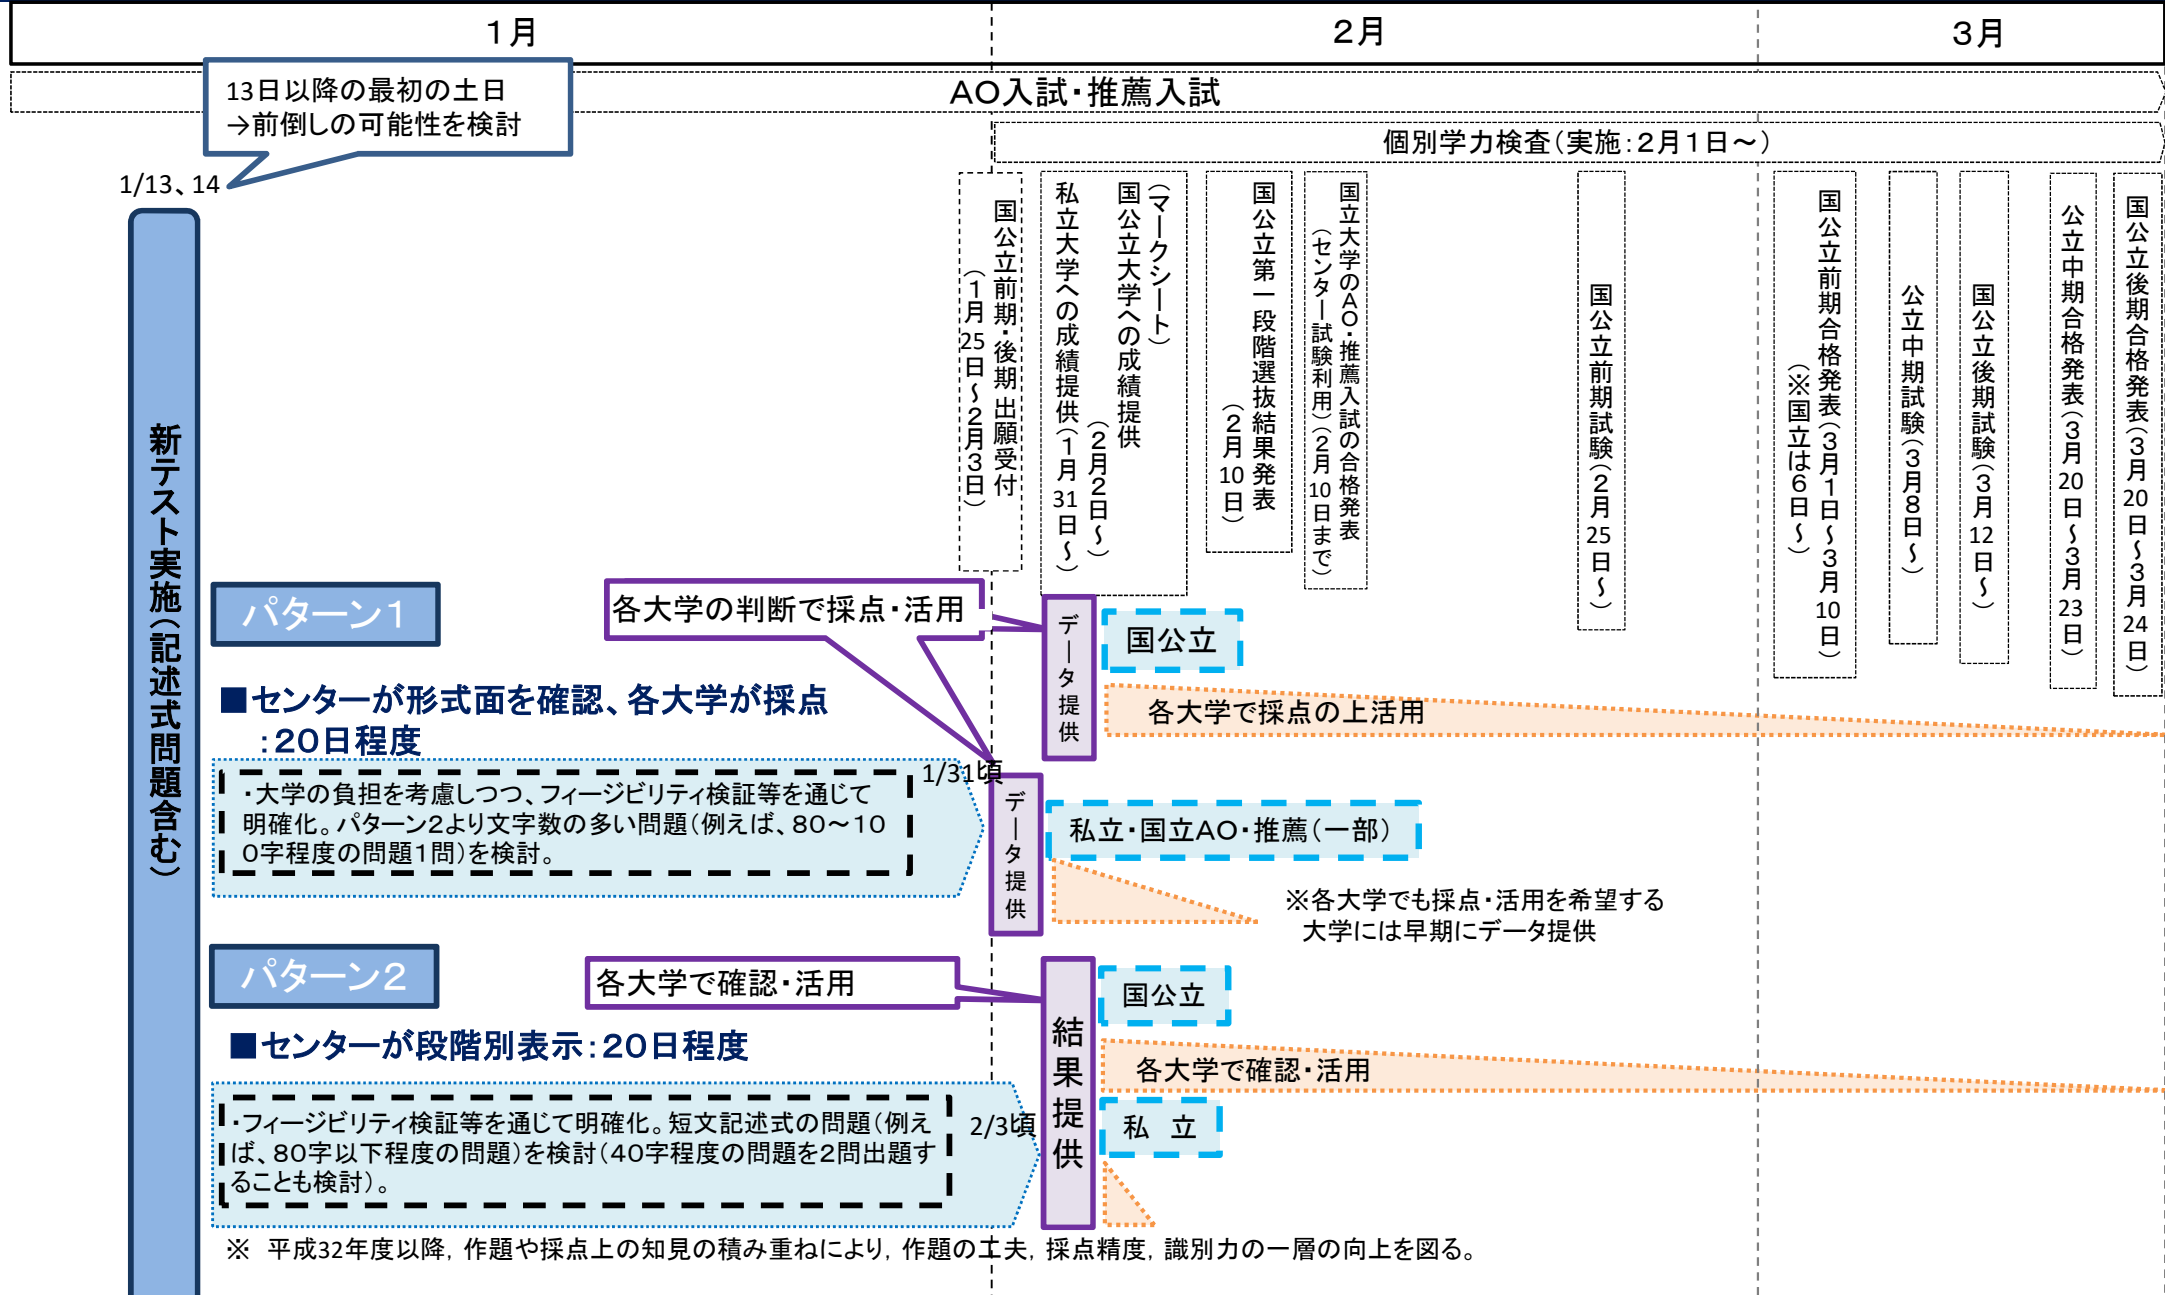 1月
2月
3月
AO入試・推薦入試
13日以降の最初の土日
→前倒しの可能性を検討
個別学力検査（実施：2月1日～）
1/13、14
新テスト実施（記述式問題含む）
国公立前期・後期 出願受付
（1月25日～2月3日）
（マークシート）
国公立大学への成績提供
（2月2日～）
私立大学への成績提供（1月31日～）
国公立第一段階選抜結果発表
（2月10日）
国立大学のAO・推薦入試の合格発表
（センター試験利用）（2月10日まで）
国公立前期試験（2月25日～）
国公立前期合格発表（3月1日～3月10日）
（※国立は6日～）
公立中期試験（3月8日～）
国公立後期試験（3月12日～）
公立中期合格発表（3月20日～3月23日）
国公立後期合格発表（3月20日～3月24日）
パターン1
各大学の判断で採点・活用
データ提供
国公立
■センターが形式面を確認、各大学が採点
：20日程度
各大学で採点の上活用
1/31頃
・大学の負担を考慮しつつ、フィージビリティ検証等を通じて
明確化。パターン2より文字数の多い問題（例えば、80～10
0字程度の問題1問）を検討。
データ提供
私立・国立AO・推薦（一部）
※各大学でも採点・活用を希望する
大学には早期にデータ提供
パターン2
各大学で確認・活用
結果提供
国公立
■センターが段階別表示：20日程度
各大学で確認・活用
2/3頃
・フィージビリティ検証等を通じて明確化。短文記述式の問題（例え
ば、80字以下程度の問題）を検討（40字程度の問題を2問出題す
ることも検討）。
私 立
※ 平成32年度以降，作題や採点上の知見の積み重ねにより，作題の工夫，採点精度，識別力の一層の向上を図る。